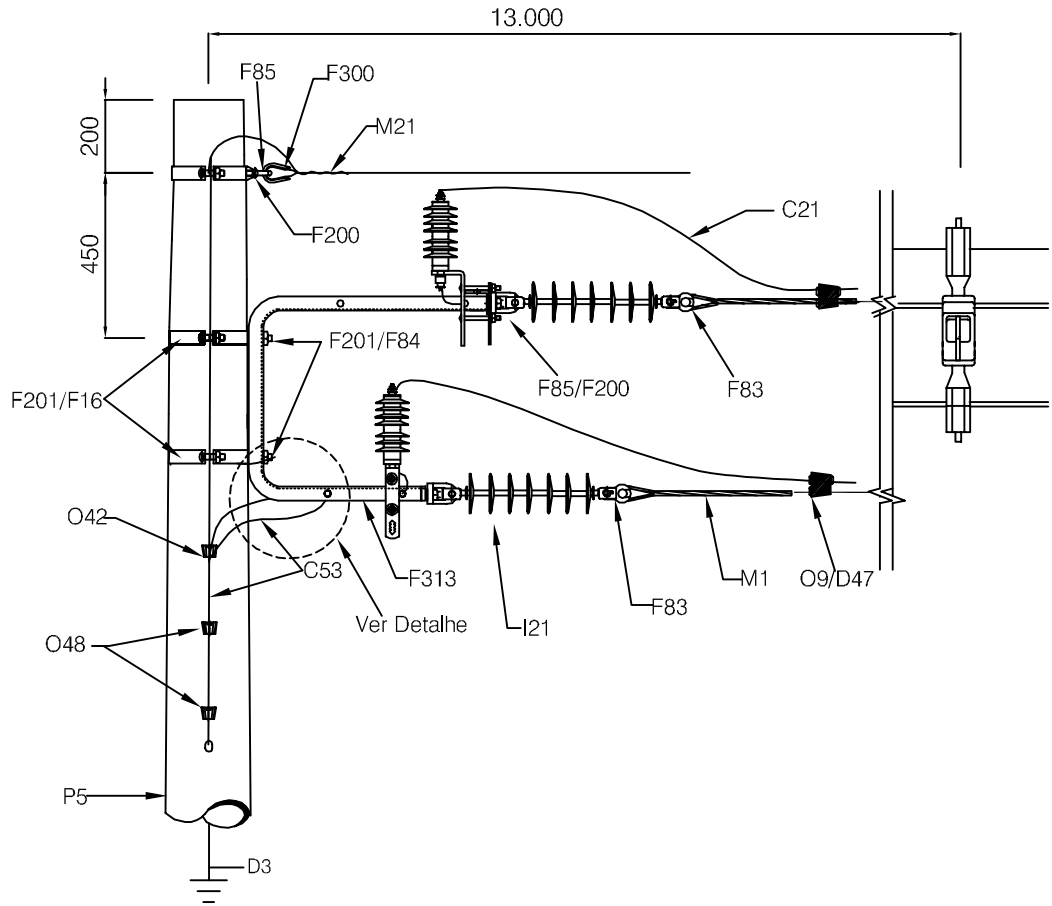 13.000
F85
F300
M21
200
F200
450
C21
F201/F84
F85/F200
F83
F201/F16
O42
C53
F313
F83
M1
O9/D47
Ver Detalhe
I21
O48
P5
D3